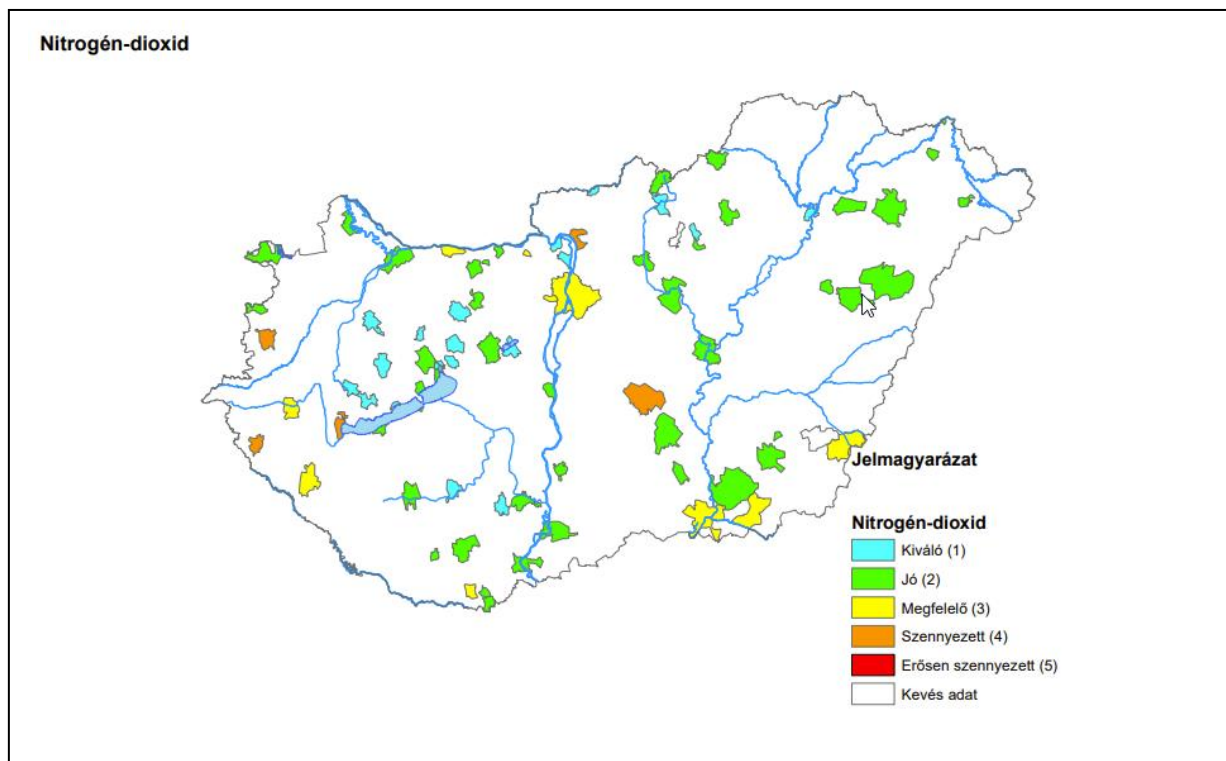 Nitrogén-dioxid
Jelmagyarázat
Nitrogén-dioxid
Kiváló (1)
Jó (2)
Megfelelő (3)
Szennyezett (4)
Erősen szennyezett (5)
Kevés adat